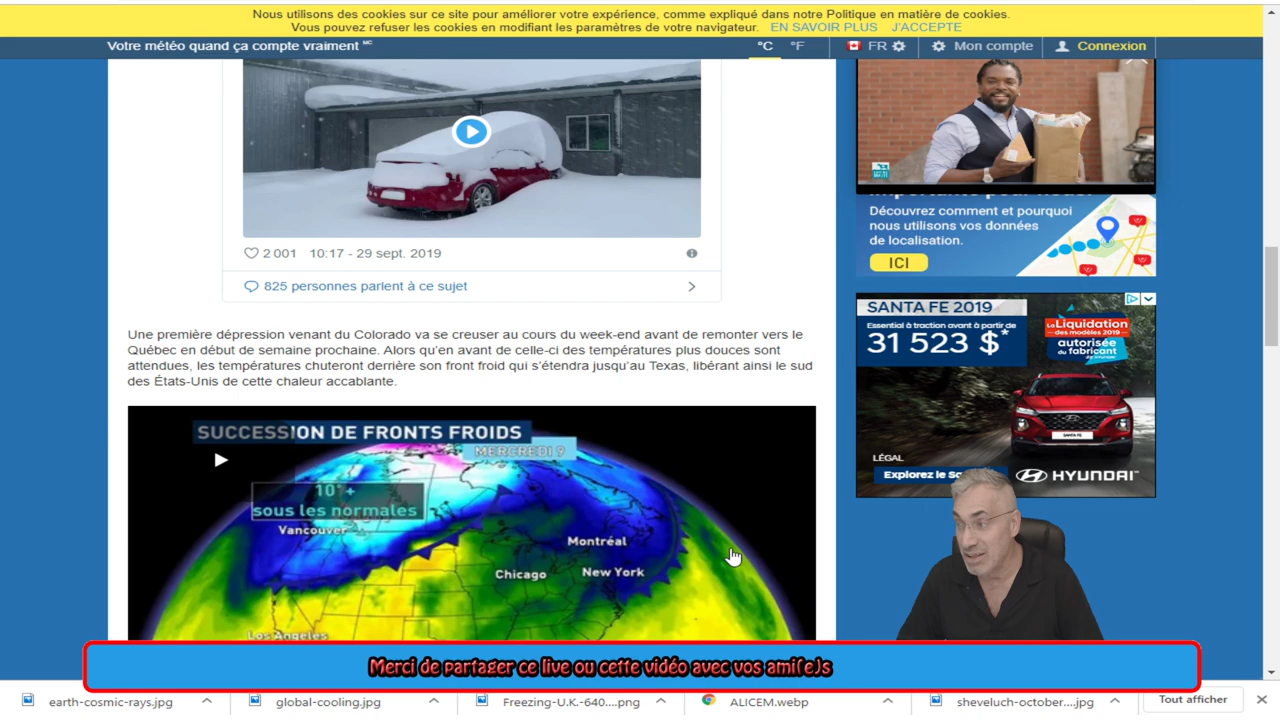 Nous utilisons des cookies sur ce site pour améliorer votre expérience, comme expliqué dans notre Politique en matière de cookies.
Vous pouvez refuser les cookies en modifiant les paramètres de votre navigateur. EN SAVOIR PLUS J'ACCEPTE
Votre météo quand ça compte vraiment MC
°C °F FR Mon compte Connexion
Découvrez comment et pourquoi
nous utilisons vos données
de localisation.
ICI
2 001 10:17 - 29 sept. 2019
825 personnes parlent à ce sujet
SANTA FE 2019
Essential à traction avant à partir de
31 523 $*
La Liquidation
des modèles 2019
autorisée
du fabricant
LÉGAL
Explorez le Sa
HYUNDAI
SANTA FE
Une première dépression venant du Colorado va se creuser au cours du week-end avant de remonter vers le
Québec en début de semaine prochaine. Alors qu'en avant de celle-ci des températures plus douces sont
attendues, les températures chuteront derrière son front froid qui s'étendra jusqu'au Texas, libérant ainsi le sud
des États-Unis de cette chaleur accablante.
SUCCESSION DE FRONTS FROIDS
MERCREDI 9
10°+
sous les normales
Vancouver
Montréal
Chicago
New York
Los Angeles
Merci de partager ce live ou cette vidéo avec vos ami(e)s
earth-cosmic-rays.jpg
global-cooling.jpg
Freezing-U.K.-640....png
ALICEM.webp
sheveluch-october....jpg
Tout afficher